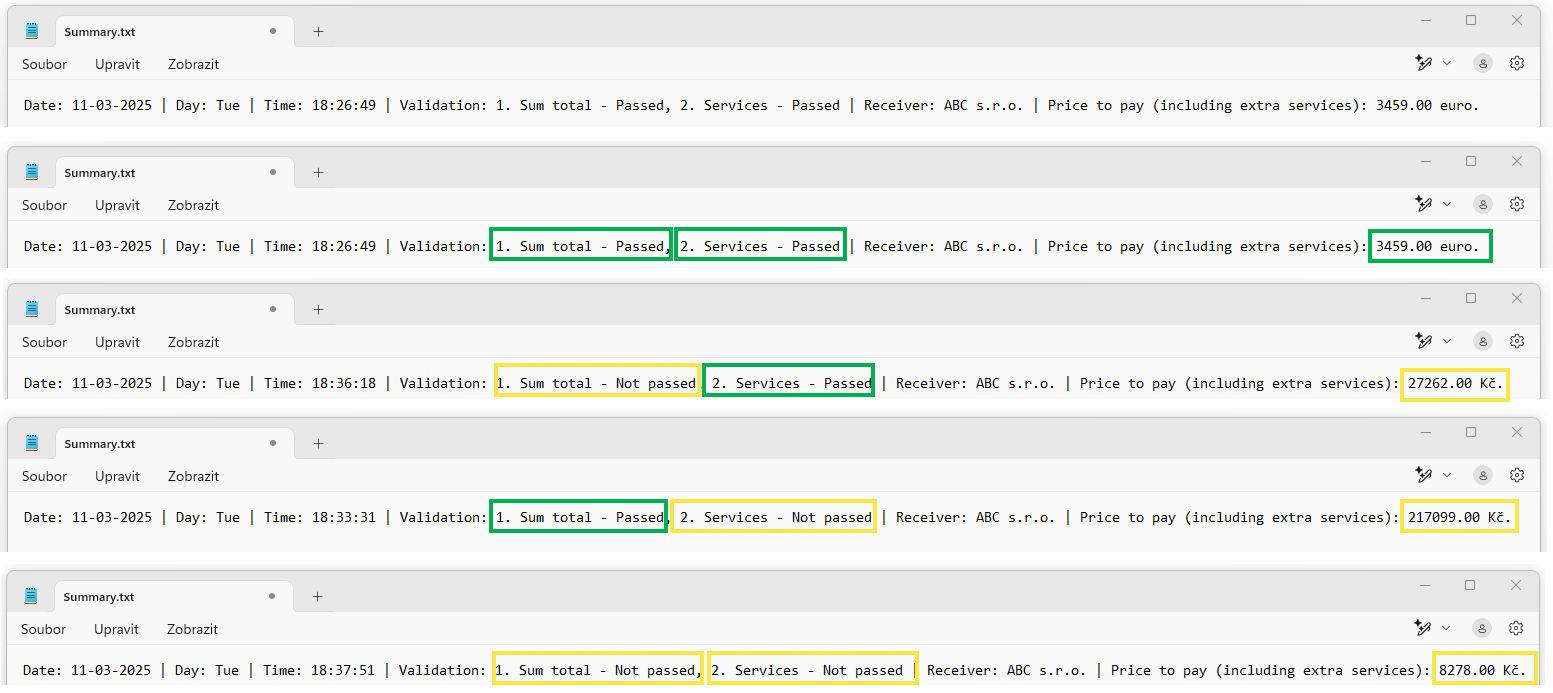 Summary.txt
Soubor Upravit Zobrazit
Date: 11-03-2025 | Day: Tue | Time: 18:26:49 | Validation: 1. Sum total - Passed, 2. Services - Passed | Receiver: ABC s.r.o. | Price to pay (including extra services): 3459.00 euro.
Summary.txt
Soubor Upravit Zobrazit
Date: 11-03-2025 | Day: Tue | Time: 18:26:49 | Validation: 1. Sum total - Passed, 2. Services - Passed | Receiver: ABC s.r.o. | Price to pay (including extra services): 3459.00 euro.
Summary.txt
Soubor Upravit Zobrazit
Date: 11-03-2025 | Day: Tue | Time: 18:36:18 | Validation: 1. Sum total - Not passed, 2. Services - Passed | Receiver: ABC s.r.o. | Price to pay (including extra services): 27262.00 Kč.
Summary.txt
Soubor Upravit Zobrazit
Date: 11-03-2025 | Day: Tue | Time: 18:33:31 | Validation: 1. Sum total - Passed, 2. Services - Not passed | Receiver: ABC s.r.o. | Price to pay (including extra services): 217099.00 Kč.
Summary.txt
Soubor Upravit Zobrazit
Date: 11-03-2025 | Day: Tue | Time: 18:37:51 | Validation: 1. Sum total - Not passed, 2. Services - Not passed | Receiver: ABC s.r.o. | Price to pay (including extra services): 8278.00 Kč.